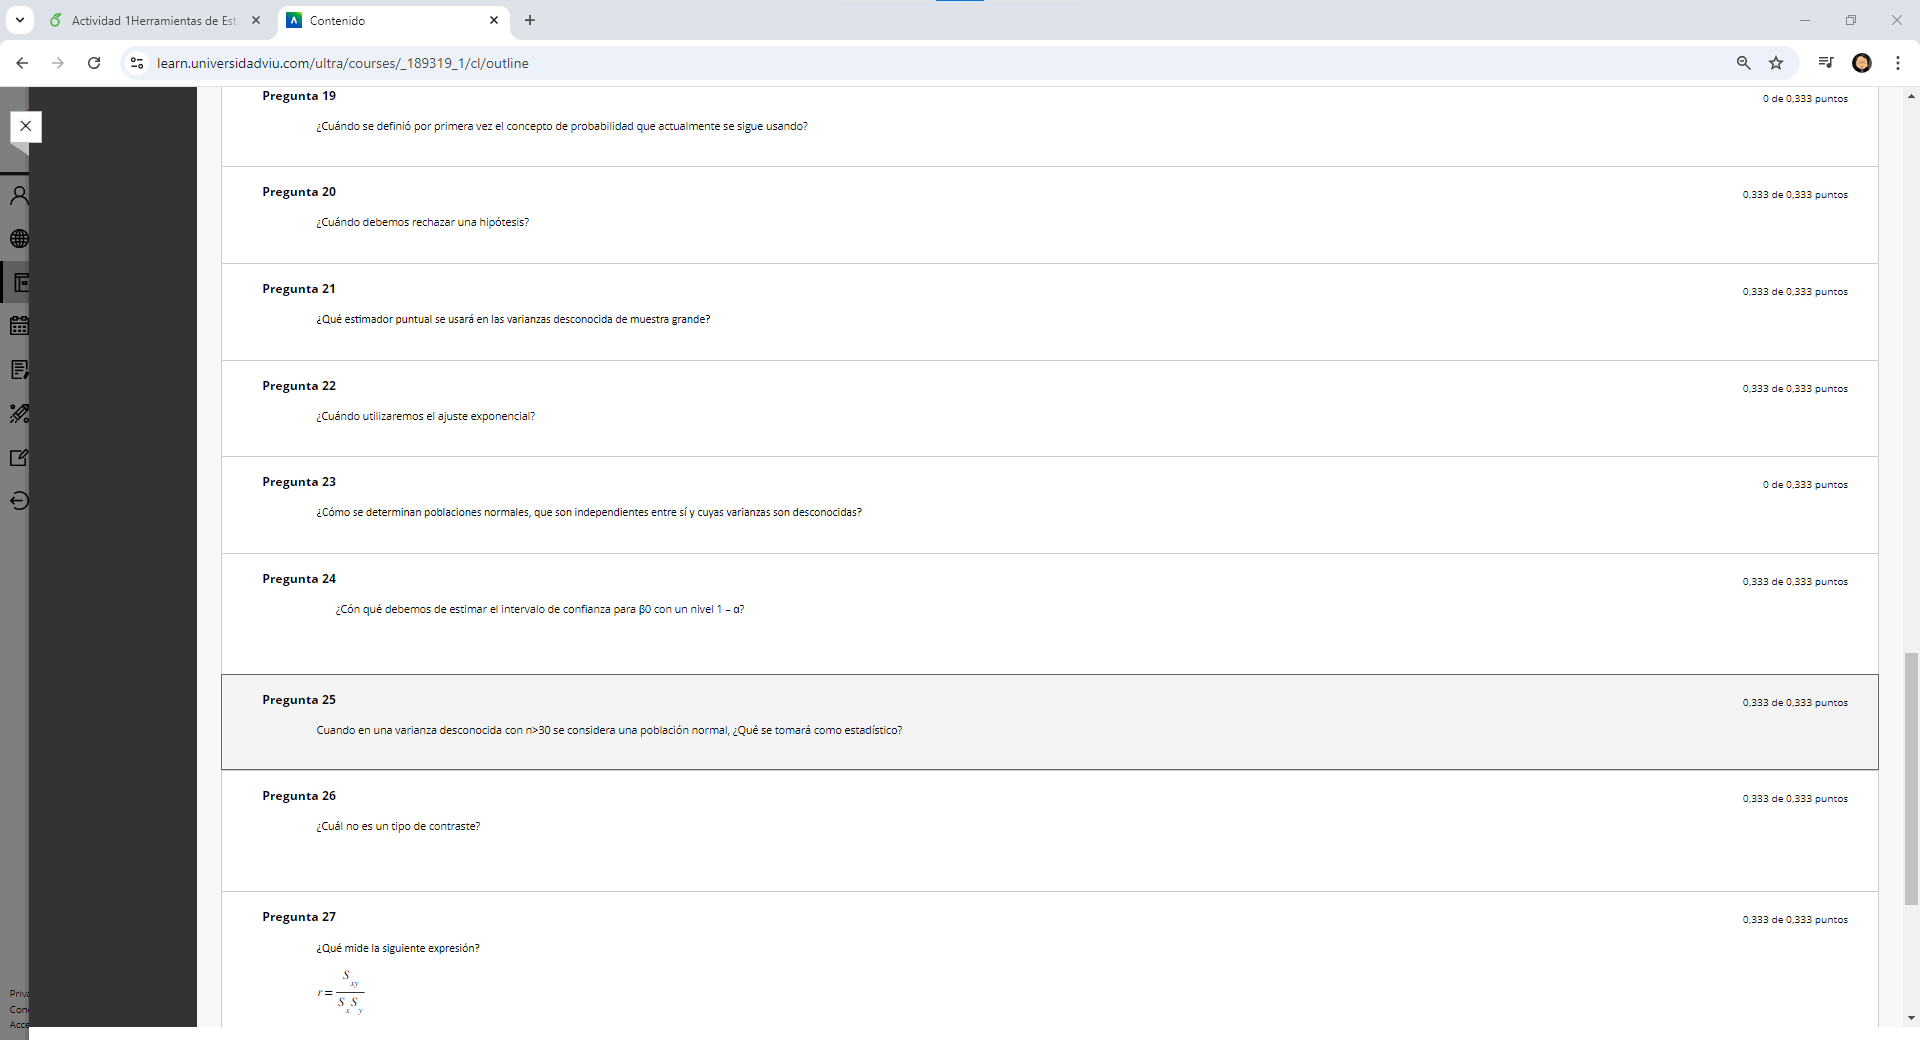 Actividad 1Herramientas de Est
Contenido
learn.universidadviu.com/ultra/courses/_189319_1/cl/outline
Pregunta 19
0 de 0,333 puntos
¿Cuándo se definió por primera vez el concepto de probabilidad que actualmente se sigue usando?
Pregunta 20
0,333 de 0,333 puntos
¿Cuándo debemos rechazar una hipótesis?
Pregunta 21
0,333 de 0,333 puntos
¿Qué estimador puntual se usará en las varianzas desconocida de muestra grande?
Pregunta 22
0,333 de 0,333 puntos
¿Cuándo utilizaremos el ajuste exponencial?
Pregunta 23
0 de 0,333 puntos
¿Cómo se determinan poblaciones normales, que son independientes entre sí y cuyas varianzas son desconocidas?
Pregunta 24
0,333 de 0,333 puntos
¿Cón qué debemos de estimar el intervalo de confianza para β0 con un nivel 1 – α?
Pregunta 25
0,333 de 0,333 puntos
Cuando en una varianza desconocida con n>30 se considera una población normal, ¿Qué se tomará como estadístico?
Pregunta 26
0,333 de 0,333 puntos
¿Cuál no es un tipo de contraste?
Pregunta 27
0,333 de 0,333 puntos
¿Qué mide la siguiente expresión?
r = S_xy / S_x S_y
Priva
Cond
Acce